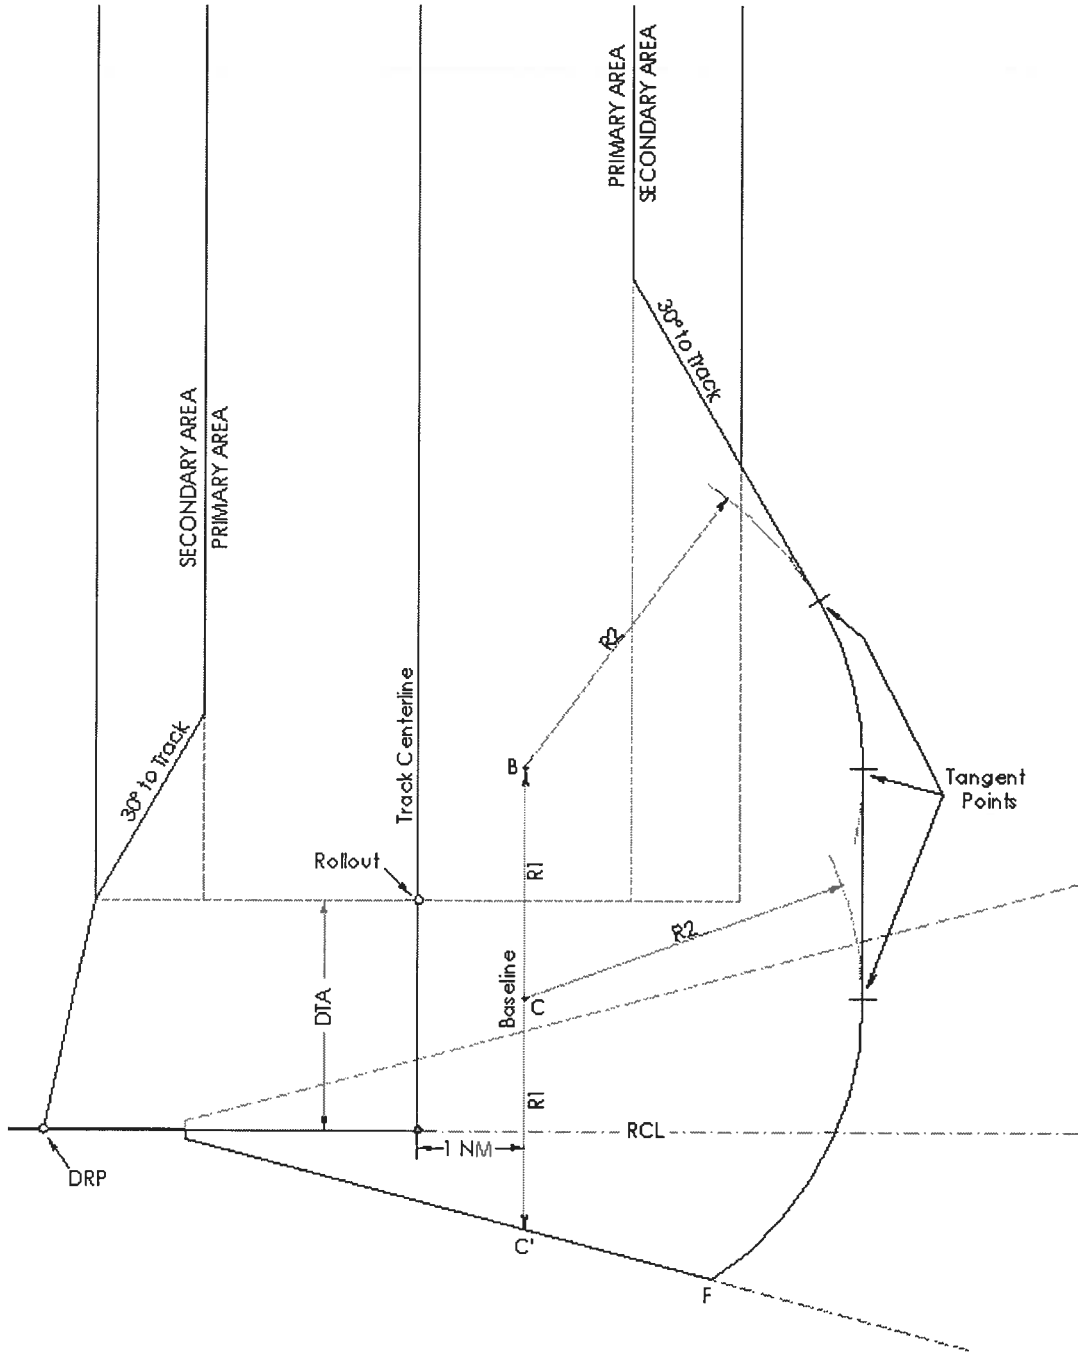 PRIMARY AREA
SECONDARY AREA
30° to Track
SECONDARY AREA
PRIMARY AREA
R2
Track Centerline
30° to Track
B
Tangent
Points
Rollout
R1
R2
Baseline
C
DTA
R1
RCL
1 NM
DRP
C'
F